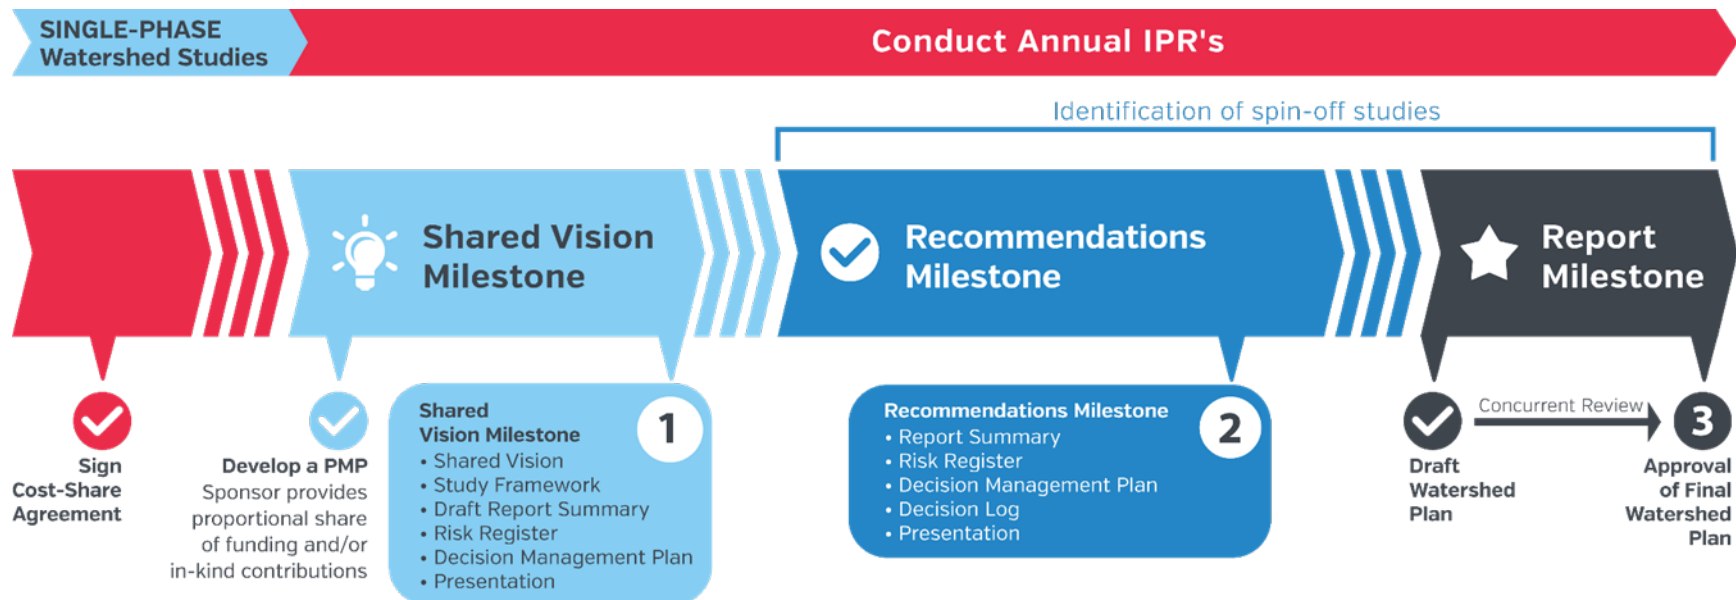 SINGLE-PHASE
Watershed Studies
Conduct Annual IPR's
Identification of spin-off studies
Shared Vision
Milestone
Recommendations
Milestone
Report
Milestone
Sign
Cost-Share
Agreement
Develop a PMP
Sponsor provides
proportional share
of funding and/or
in-kind contributions
Shared
Vision Milestone
• Shared Vision
• Study Framework
• Draft Report Summary
• Risk Register
• Decision Management Plan
• Presentation
1
Recommendations Milestone
• Report Summary
• Risk Register
• Decision Management Plan
• Decision Log
• Presentation
2
Draft
Watershed
Plan
Concurrent Review
3
Approval
of Final
Watershed
Plan